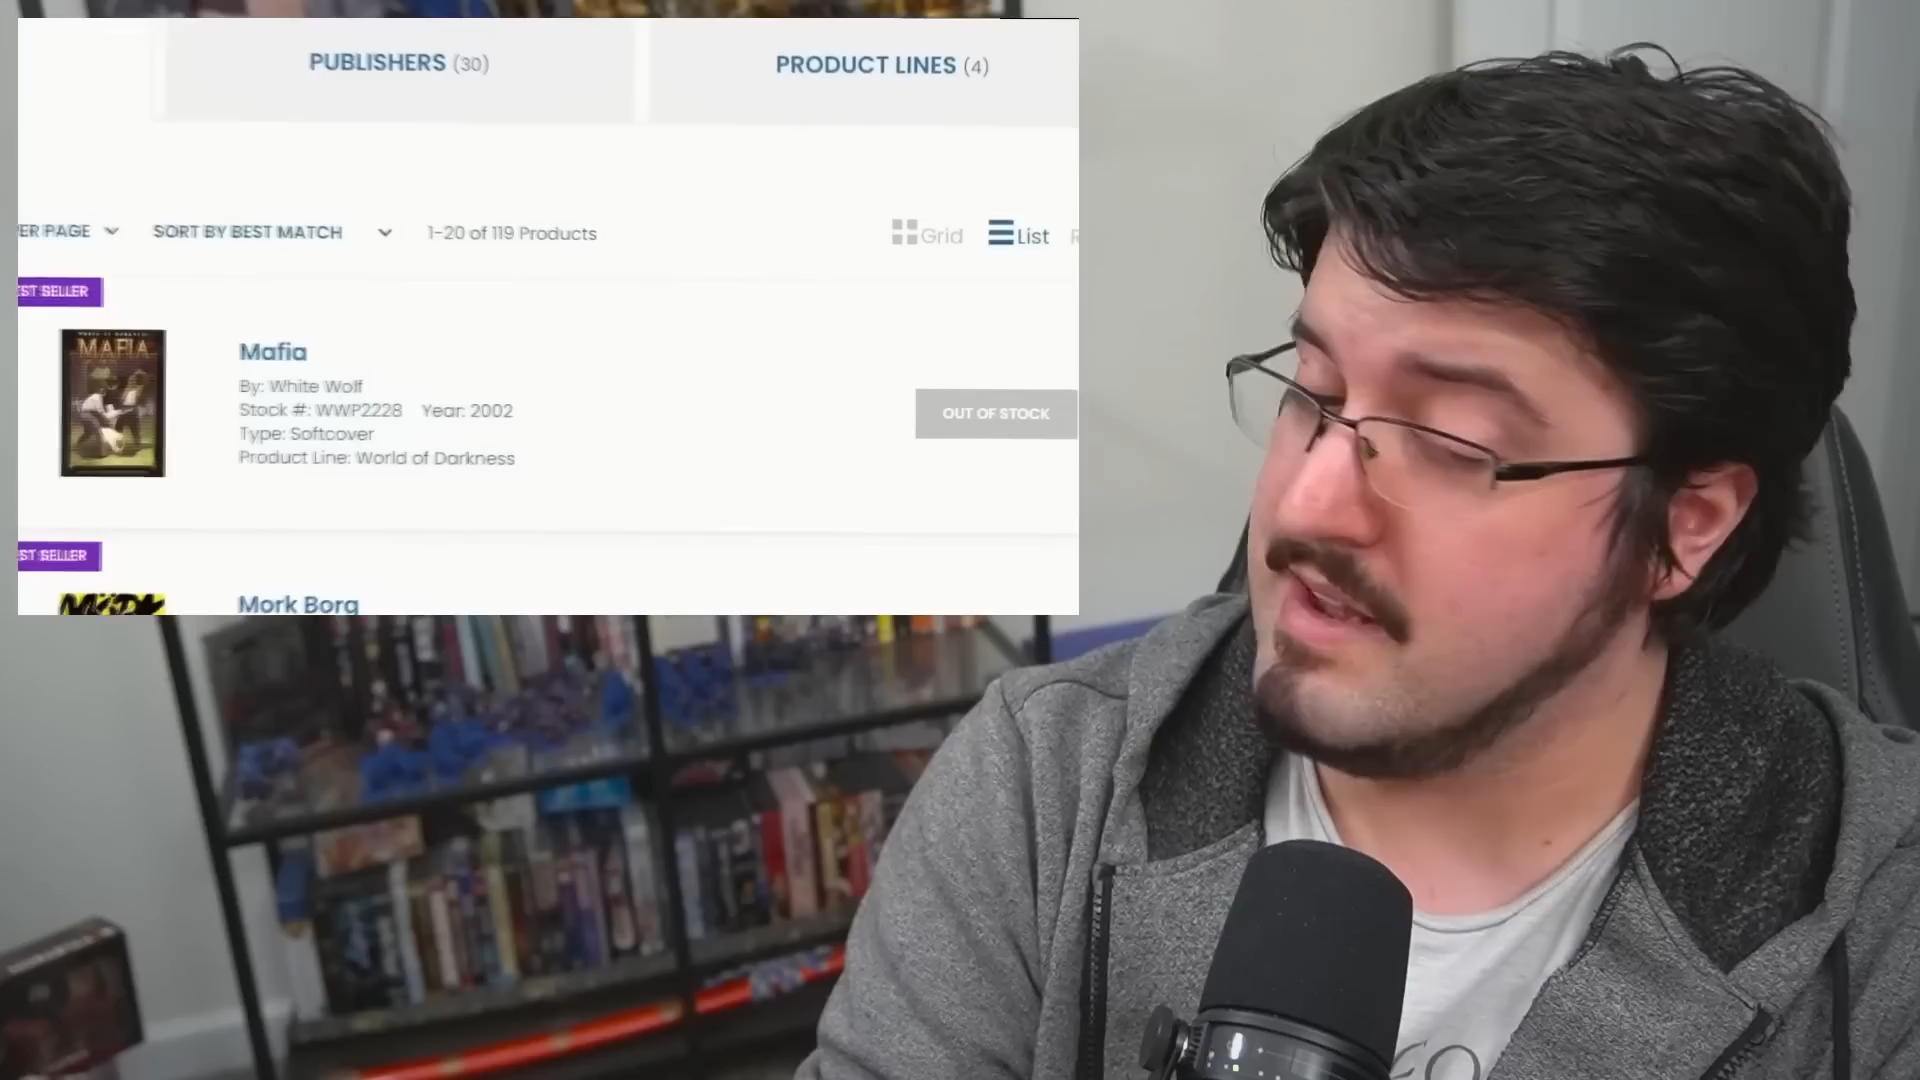 PUBLISHERS (30)
PRODUCT LINES (4)
ER PAGE
SORT BY BEST MATCH
1-20 of 119 Products
Grid
List
ST SELLER
MAFIA
Mafia
By: White Wolf
Stock #: WWP2228 Year: 2002
Type: Softcover
Product Line: World of Darkness
OUT OF STOCK
ST SELLER
Mork Borg